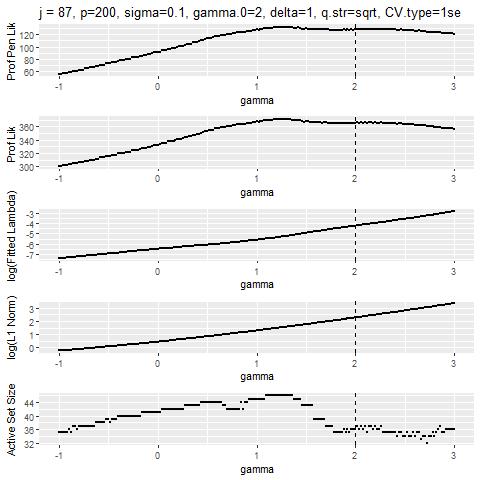 j = 87, p=200, sigma=0.1, gamma.0=2, delta=1, q.str=sqrt, CV.type=1se
Prof Pen Lik
120
100
80
60
-1 0 1 2 3
gamma
Prof Lik
360
340
320
300
-1 0 1 2 3
gamma
log(Fitted Lambda)
-3
-4
-5
-6
-7
-1 0 1 2 3
gamma
log(L1 Norm)
3
2
1
0
-1 0 1 2 3
gamma
Active Set Size
44
40
36
32
-1 0 1 2 3
gamma